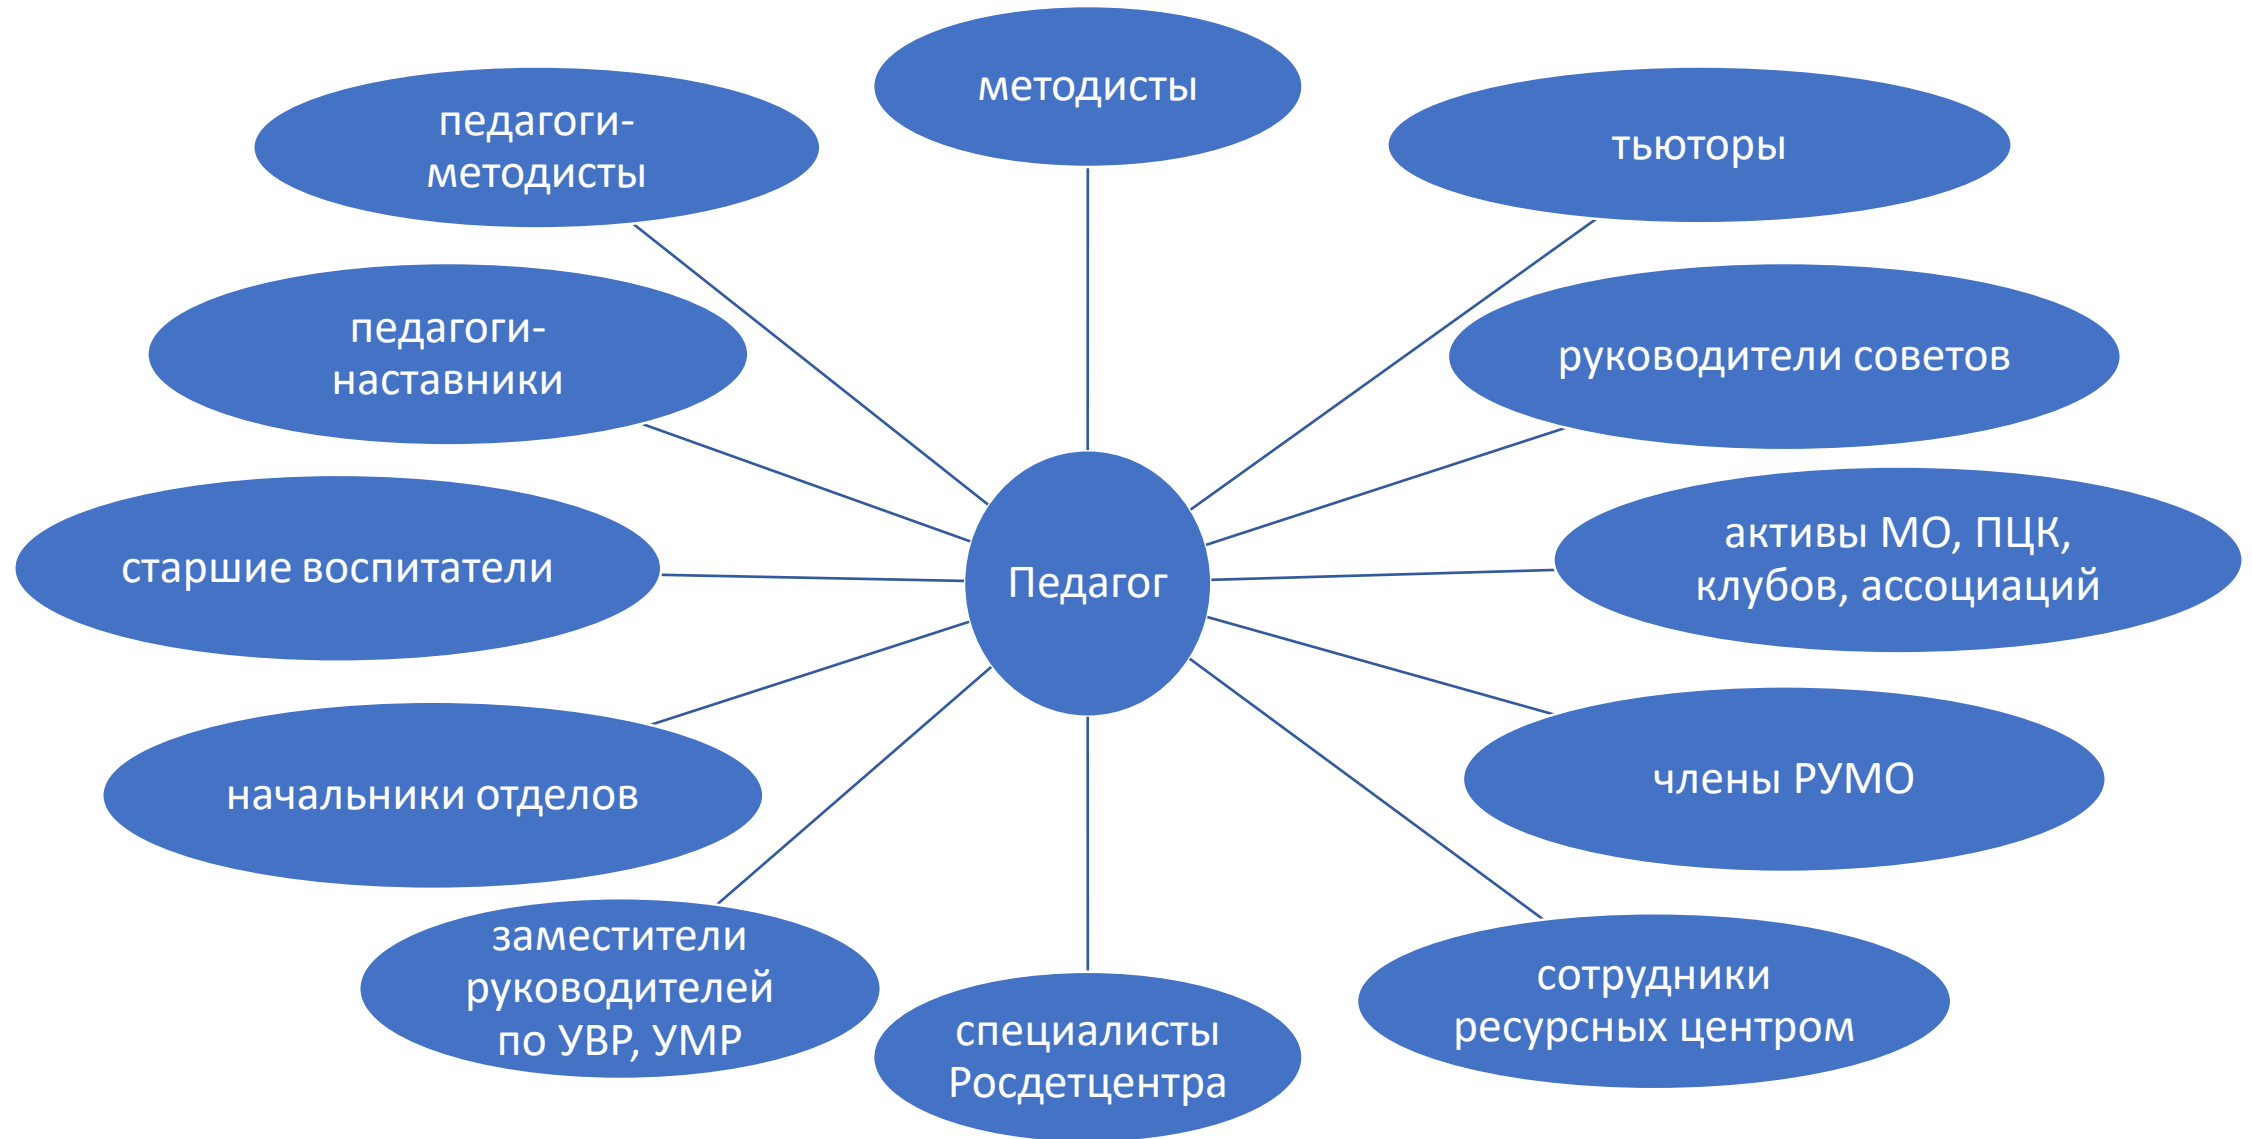 методисты
тьюторы
руководители советов
активы МО, ПЦК,
клубов, ассоциаций
члены РУМО
сотрудники
ресурсных центром
специалисты
Росдетцентра
заместители
руководителей
по УВР, УМР
начальники отделов
старшие воспитатели
педагоги-
наставники
педагоги-
методисты
Педагог